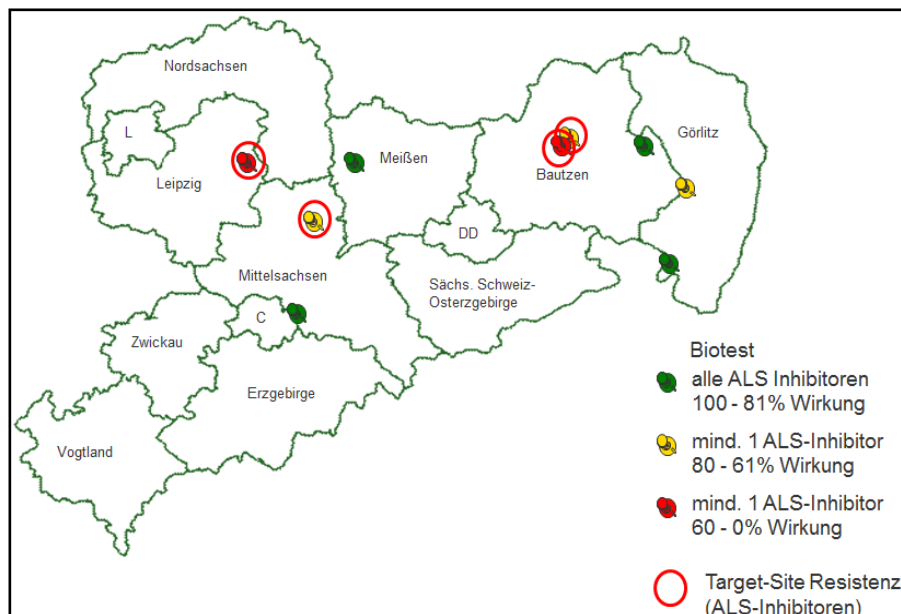 Nordsachsen
L
Leipzig
Meißen
Bautzen
Görlitz
DD
Mittelsachsen
Sächs. Schweiz-
Osterzgebirge
C
Zwickau
Erzgebirge
Vogtland
Biotest
alle ALS Inhibitoren
100 - 81% Wirkung
mind. 1 ALS-Inhibitor
80 - 61% Wirkung
mind. 1 ALS-Inhibitor
60 - 0% Wirkung
Target-Site Resistenz
(ALS-Inhibitoren)